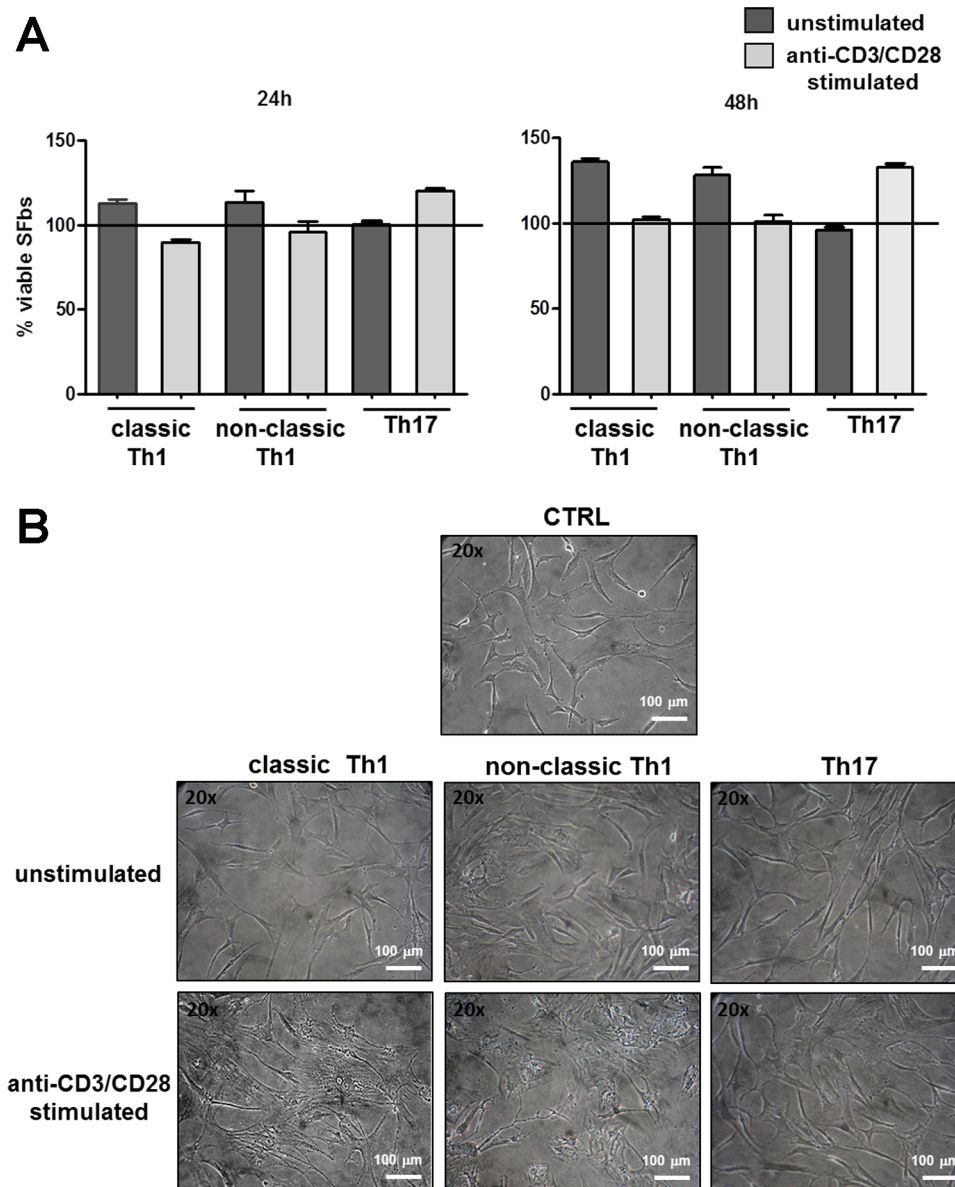 A
unstimulated
anti-CD3/CD28
stimulated
24h
48h
% viable SFbs
150
100
50
0
classic
Th1
non-classic
Th1
Th17
150
100
50
0
classic
Th1
non-classic
Th1
Th17
B
CTRL
20x
100 μm
classic Th1
non-classic Th1
Th17
unstimulated
20x
100 μm
20x
100 μm
20x
100 μm
anti-CD3/CD28
stimulated
20x
100 μm
20x
100 μm
20x
100 μm